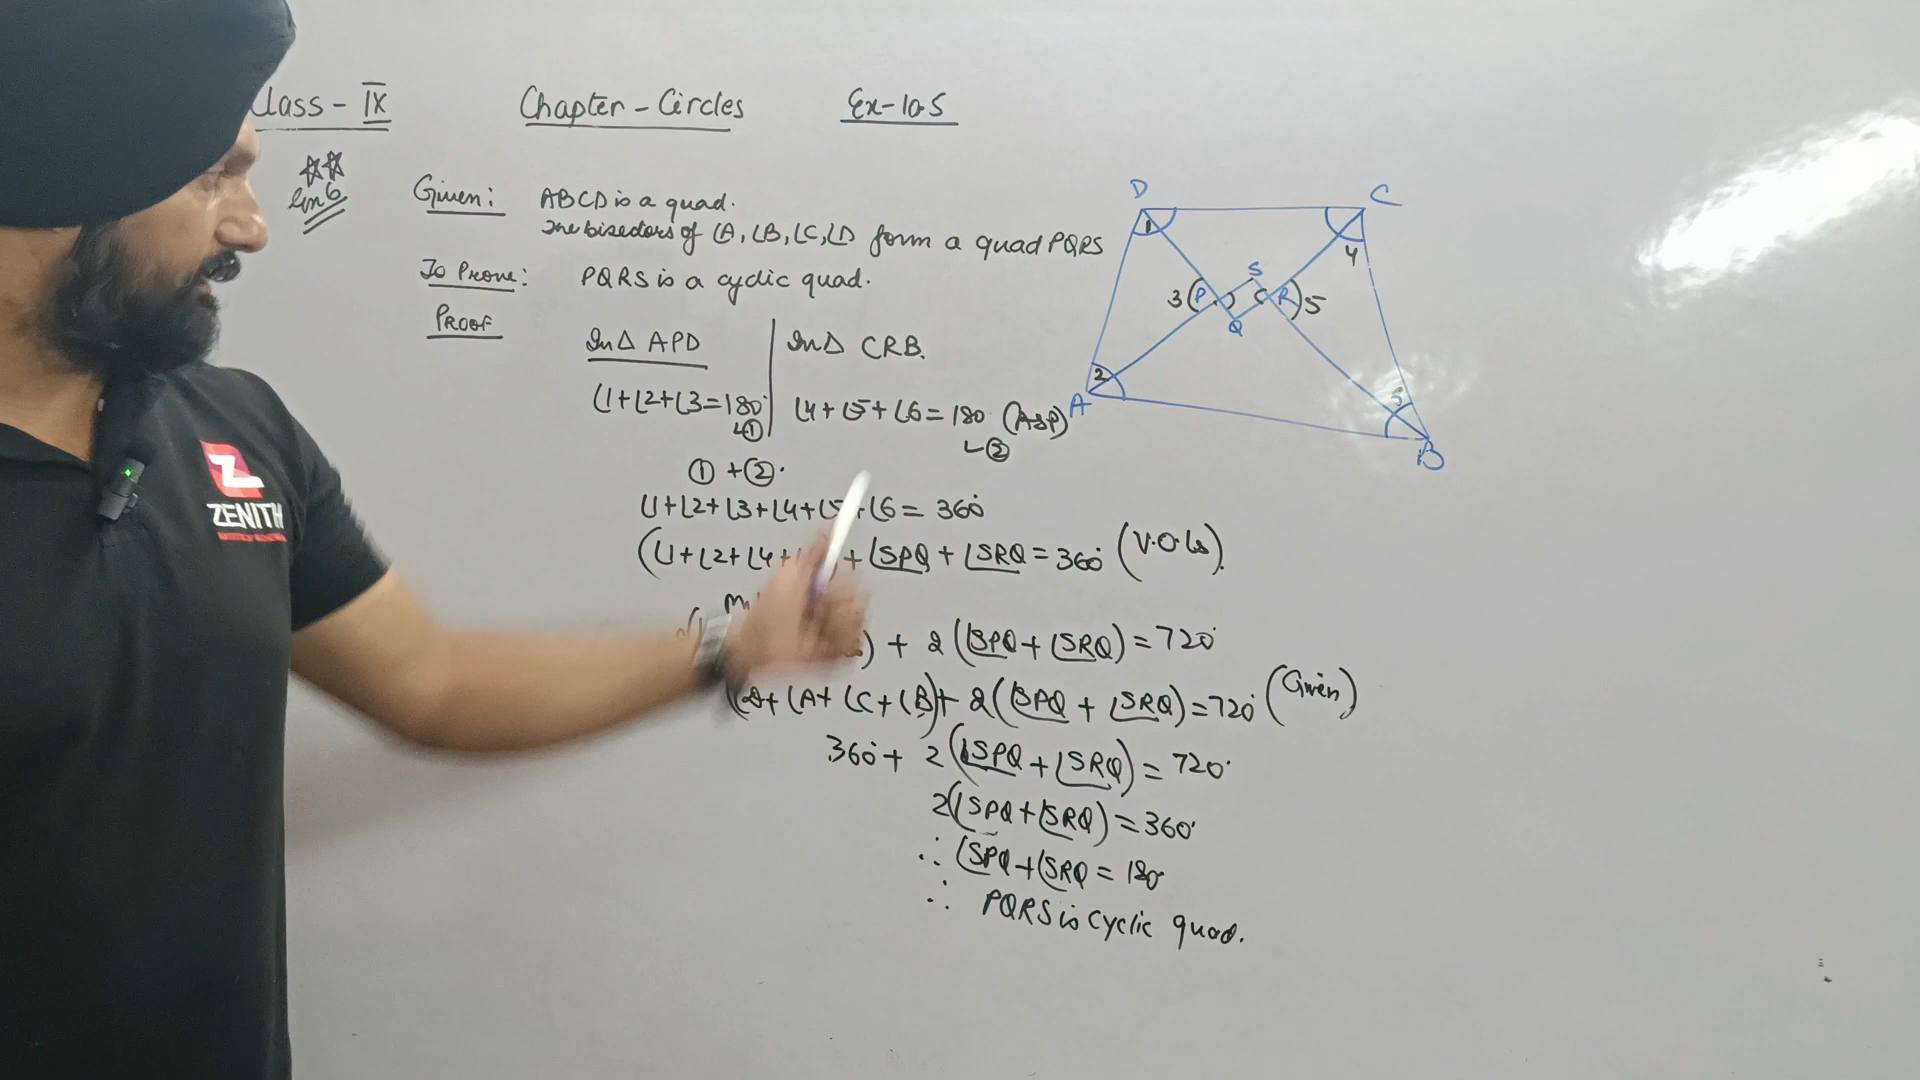 Class - IX Chapter - Circles Ex-10.5
Given: ABCD is a quad.
The bisectors of ∠A, ∠B, ∠C, ∠D form a quad PQRS
To Prove: PQRS is a cyclic quad.
Proof
In Δ APD
∠1+∠2+∠3=180°
↳①
In Δ CRB.
∠4+∠5+∠6=180 (ASP)
↳②
①+②.
∠1+∠2+∠3+∠4+∠5+∠6=360°
(∠1+∠2+∠4+ + ∠SPQ + ∠SRQ = 360° (V.O.∠s).
) + 2(∠SPQ+∠SRQ)=720°
(∠D+∠A+∠C+∠B)+2(∠SPQ+∠SRQ)=720° (Given)
360°+ 2(∠SPQ+∠SRQ)=720°
2(∠SPQ+∠SRQ)=360°
∴ ∠SPQ+∠SRQ=180°
∴ PQRS is cyclic quad.
D
C
1
4
S
3
P
R
5
Q
2
A
6
B
Z
ZENITH